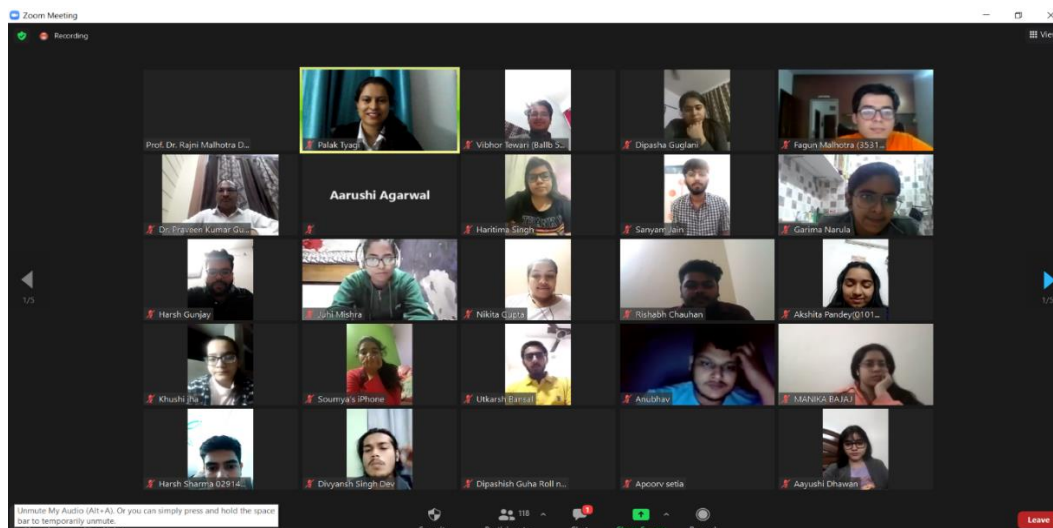 Zoom Meeting
Recording
View
Prof. Dr. Rajni Malhotra D...
Palak Tyagi
Vibhor Tewari (Ballb S...
Dipasha Guglani
Fagun Malhotra (3531...
Dr. Praveen Kumar Gu...
Aarushi Agarwal
Haritima Singh
Sanyam Jain
Garima Narula
Harsh Gunjay
Juhi Mishra
Nikita Gupta
Rishabh Chauhan
Akshita Pandey(0101...
1/5
1/5
Khushi jha
Soumya's iPhone
Utkarsh Bansal
Anubhav
MANIKA BAJAJ
Harsh Sharma 02914...
Divyansh Singh Dev
Dipashish Guha Roll n...
Apoorv setia
Aayushi Dhawan
Unmute My Audio (Alt+A). Or you can simply press and hold the space
bar to temporarily unmute.
118
1
Leave